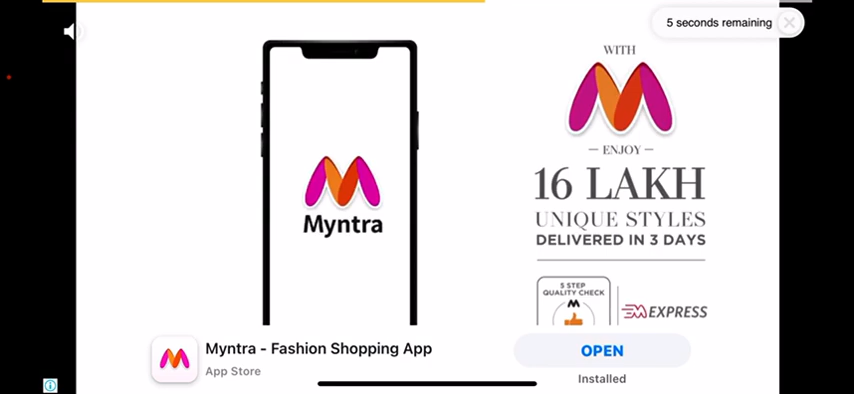 5 seconds remaining
WITH
– ENJOY –
16 LAKH
UNIQUE STYLES
DELIVERED IN 3 DAYS
Myntra
5 STEP
QUALITY CHECK
EXPRESS
Myntra - Fashion Shopping App
App Store
OPEN
Installed